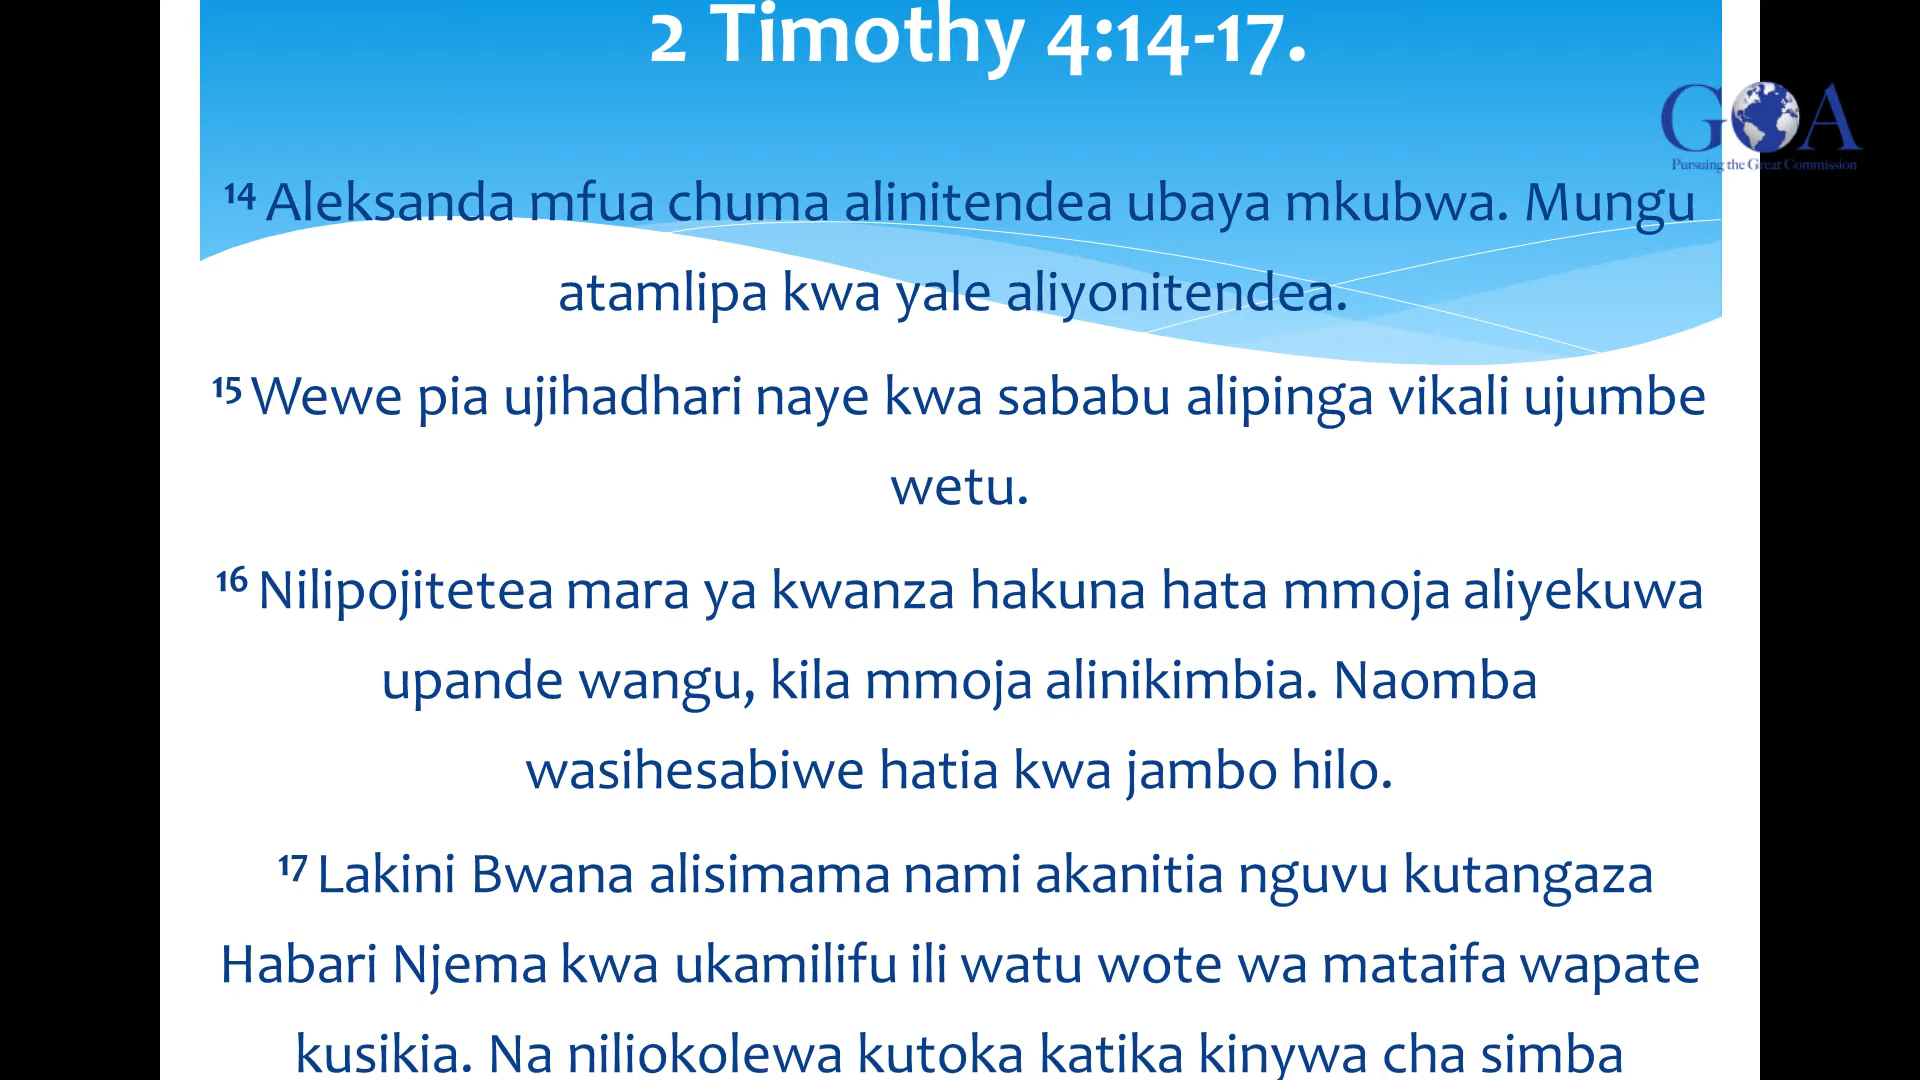 2 Timothy 4:14-17.
GOA
Pursuing the Great Commission
14 Aleksanda mfua chuma alinitendea ubaya mkubwa. Mungu
atamlipa kwa yale aliyonitendea.
15 Wewe pia ujihadhari naye kwa sababu alipinga vikali ujumbe
wetu.
16 Nilipojitetea mara ya kwanza hakuna hata mmoja aliyekuwa
upande wangu, kila mmoja alinikimbia. Naomba
wasihesabiwe hatia kwa jambo hilo.
17 Lakini Bwana alisimama nami akanitia nguvu kutangaza
Habari Njema kwa ukamilifu ili watu wote wa mataifa wapate
kusikia. Na niliokolewa kutoka katika kinywa cha simba